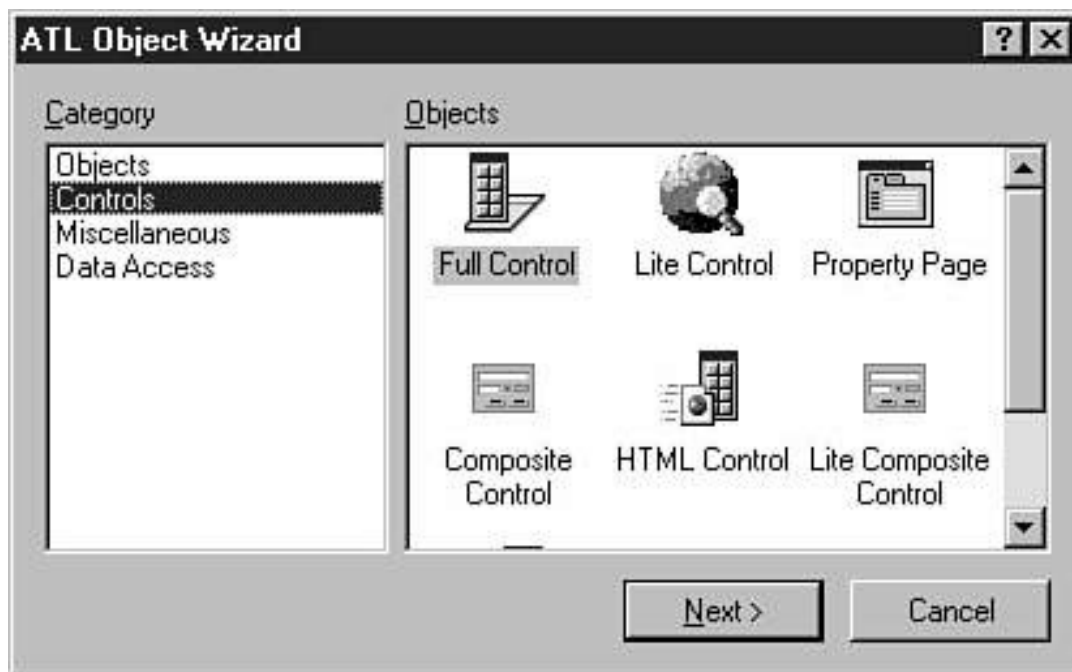 ATL Object Wizard
Category
Objects
Objects
Controls
Miscellaneous
Data Access
Full Control
Lite Control
Property Page
Composite
Control
HTML Control
Lite Composite
Control
Next >
Cancel